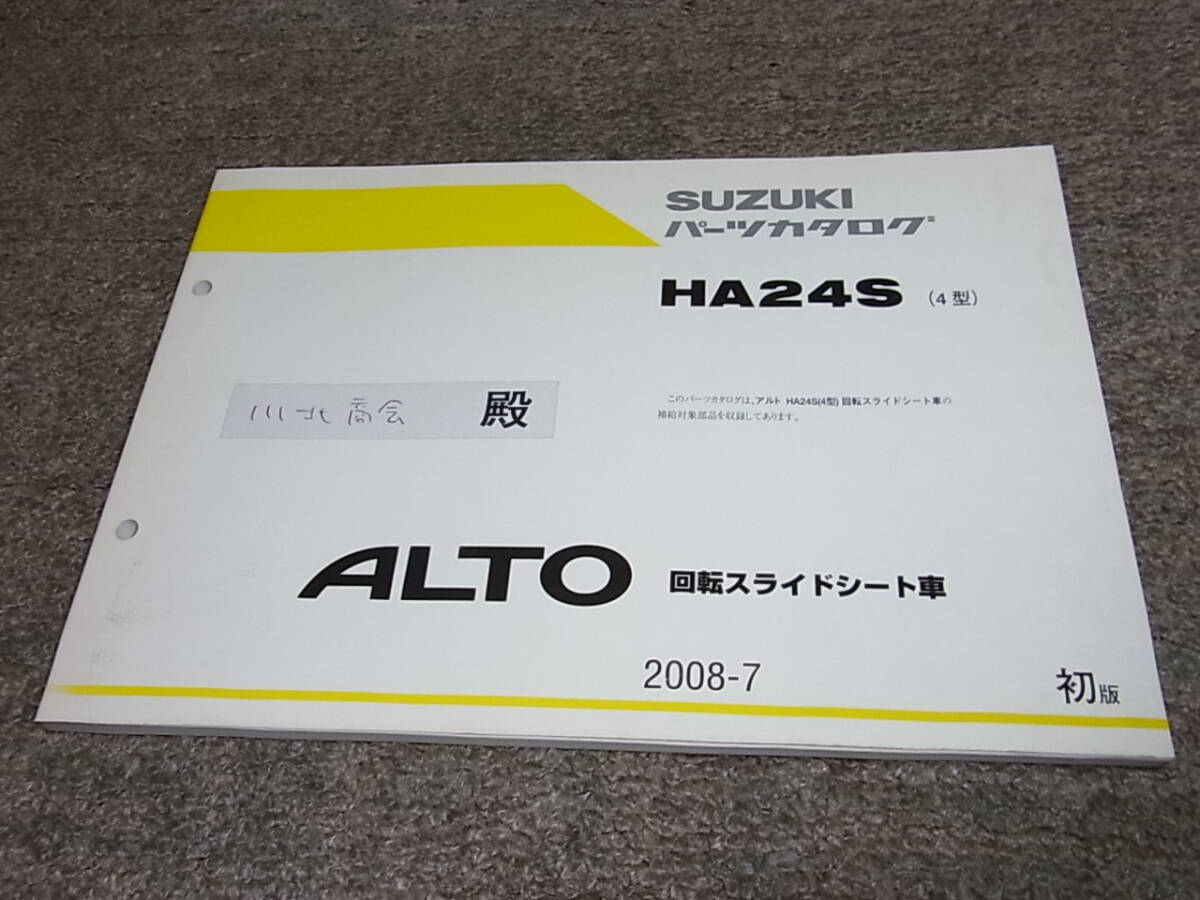 SUZUKI
パーツカタログ
HA24S (4型)
川北商会 殿
このパーツカタログは、アルト HA24S(4型) 回転スライドシート車の
補給対象部品を収録してあります。
ALTO 回転スライドシート車
2008-7
初版